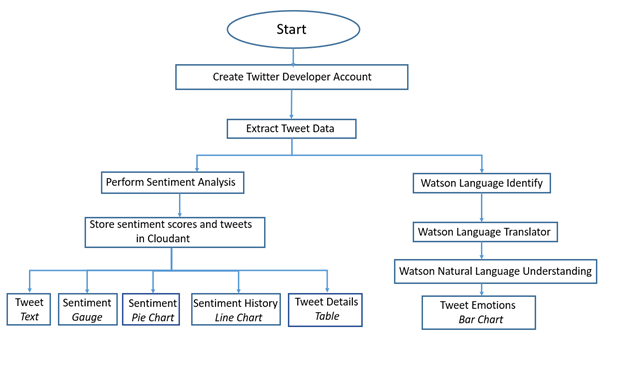 Start
Create Twitter Developer Account
Extract Tweet Data
Perform Sentiment Analysis
Watson Language Identify
Store sentiment scores and tweets
in Cloudant
Watson Language Translator
Watson Natural Language Understanding
Tweet
Text
Sentiment
Gauge
Sentiment
Pie Chart
Sentiment History
Line Chart
Tweet Details
Table
Tweet Emotions
Bar Chart